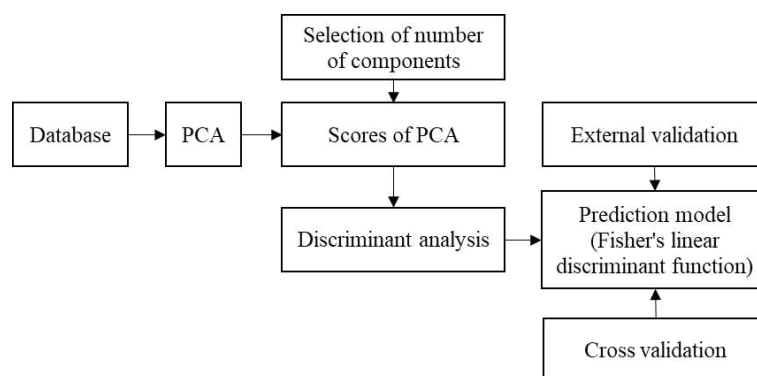 Selection of number
of components
Database
PCA
Scores of PCA
External validation
Discriminant analysis
Prediction model
(Fisher's linear
discriminant function)
Cross validation